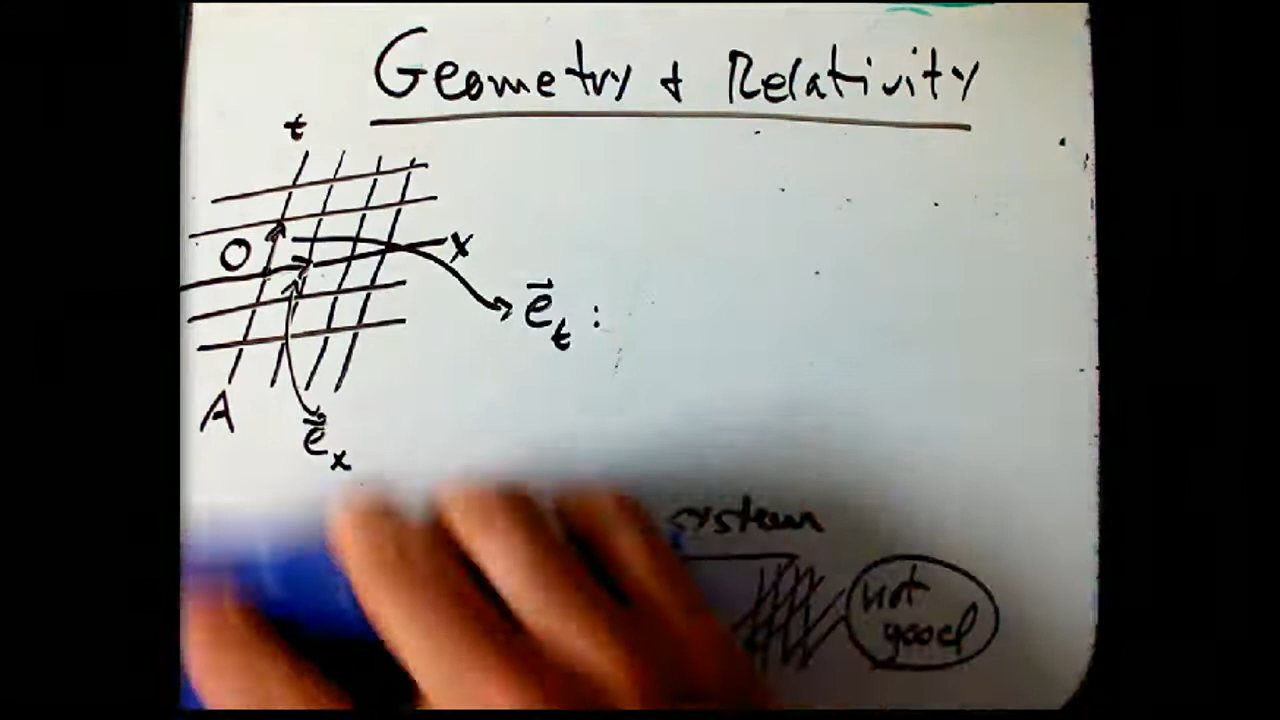 Geometry & Relativity
t
O
x
e⃗t :
A
e⃗x
system
not
good